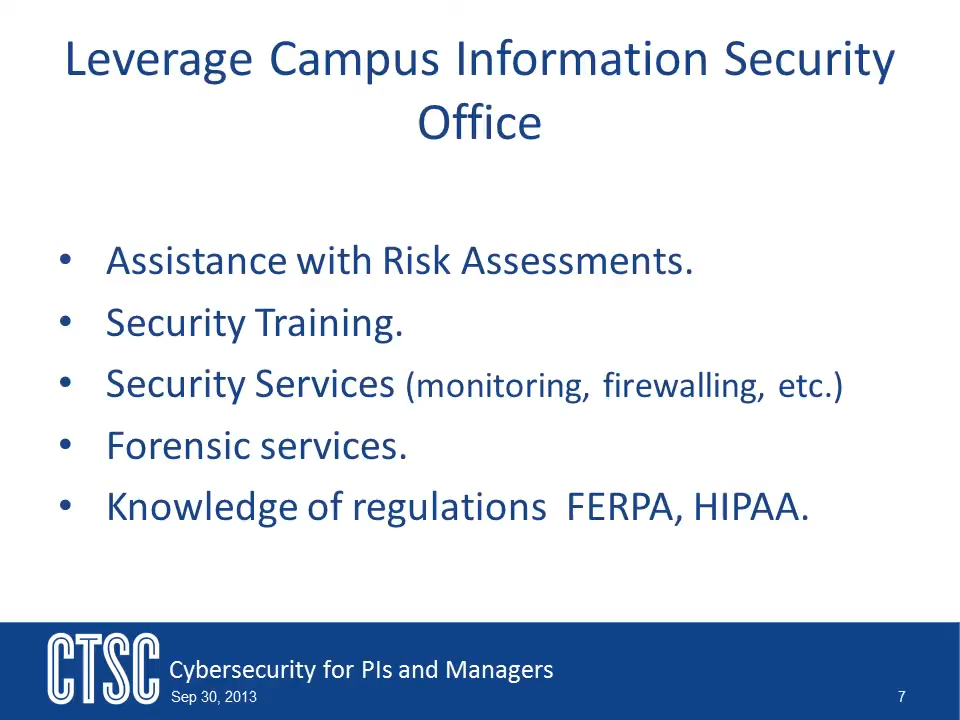 Leverage Campus Information Security
Office
• Assistance with Risk Assessments.
• Security Training.
• Security Services (monitoring, firewalling, etc.)
• Forensic services.
• Knowledge of regulations  FERPA, HIPAA.
CTSC
Cybersecurity for PIs and Managers
Sep 30, 2013
7